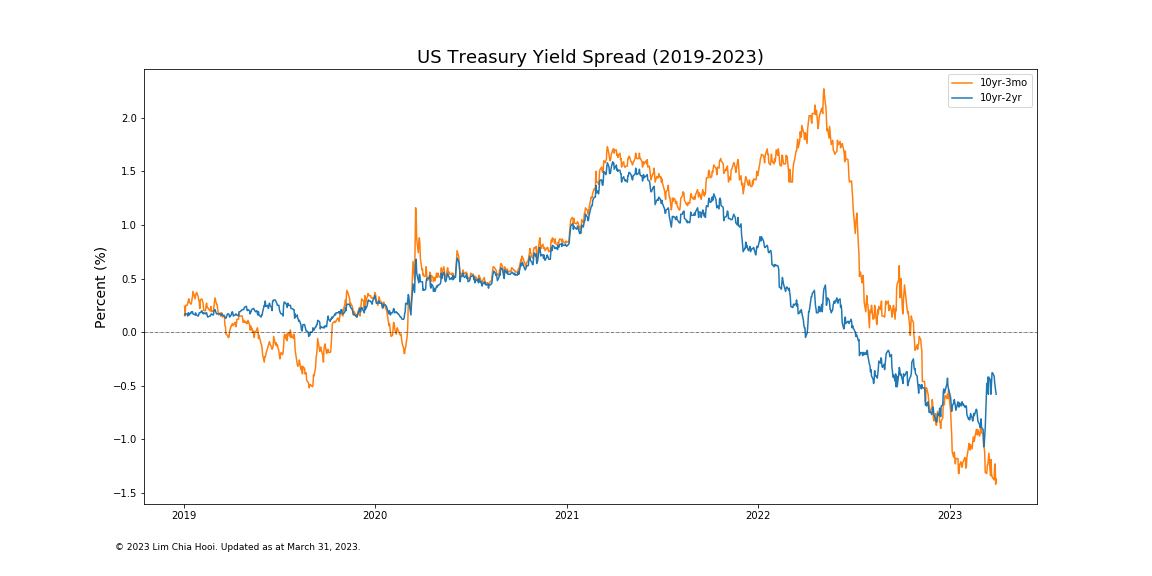 US Treasury Yield Spread (2019-2023)
10yr-3mo
10yr-2yr
Percent (%)
2.0
1.5
1.0
0.5
0.0
−0.5
−1.0
−1.5
2019 2020 2021 2022 2023
© 2023 Lim Chia Hooi. Updated as at March 31, 2023.